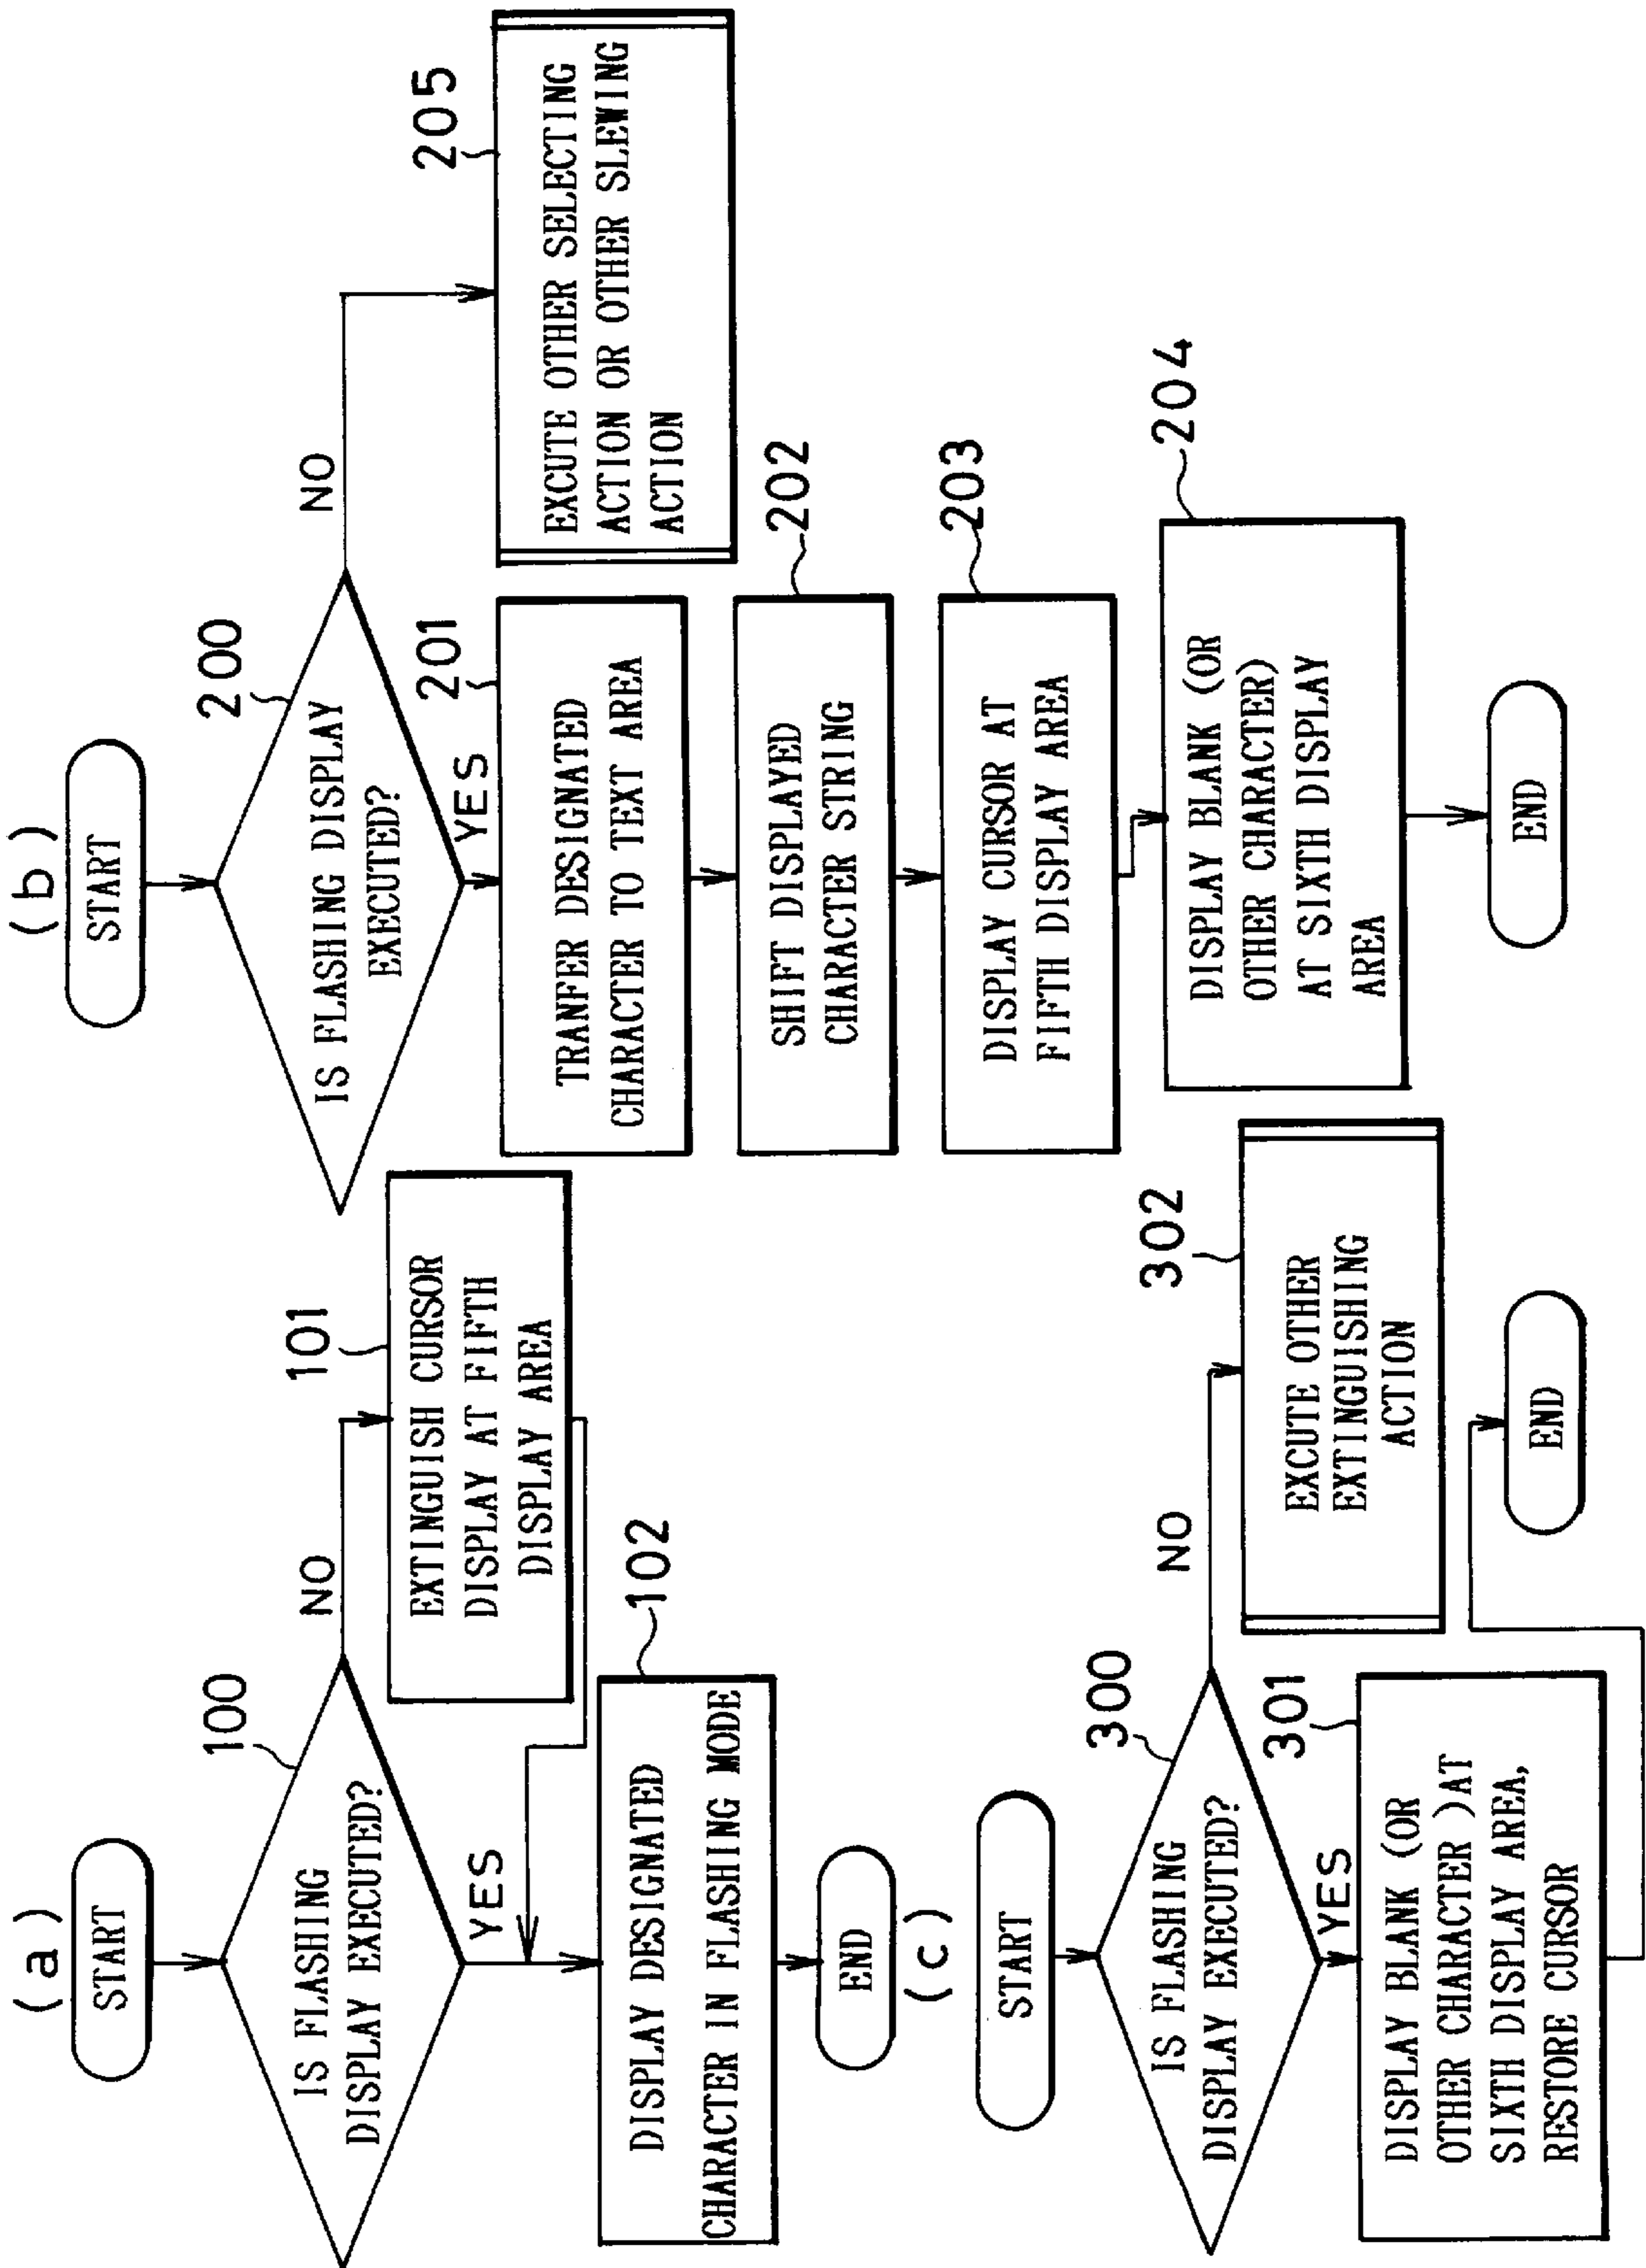 (a)
START
100
IS FLASHING
DISPLAY EXECUTED?
NO
YES
101
EXTINGUISH CURSOR
DISPLAY AT FIFTH
DISPLAY AREA
102
DISPLAY DESIGNATED
CHARACTER IN FLASHING MODE
END
(b)
START
200
IS FLASHING DISPLAY
EXECUTED?
NO
YES
205
EXCUTE OTHER SELECTING
ACTION OR OTHER SLEWING
ACTION
201
TRANFER DESIGNATED
CHARACTER TO TEXT AREA
202
SHIFT DISPLAYED
CHARACTER STRING
203
DISPLAY CURSOR AT
FIFTH DISPLAY AREA
204
DISPLAY BLANK (OR
OTHER CHARACTER)
AT SIXTH DISPLAY
AREA
END
(c)
START
300
IS FLASHING
DISPLAY EXECUTED?
NO
YES
302
EXCUTE OTHER
EXTINGUISHING
ACTION
301
DISPLAY BLANK (OR
OTHER CHARACTER )AT
SIXTH DISPLAY AREA,
RESTORE CURSOR
END